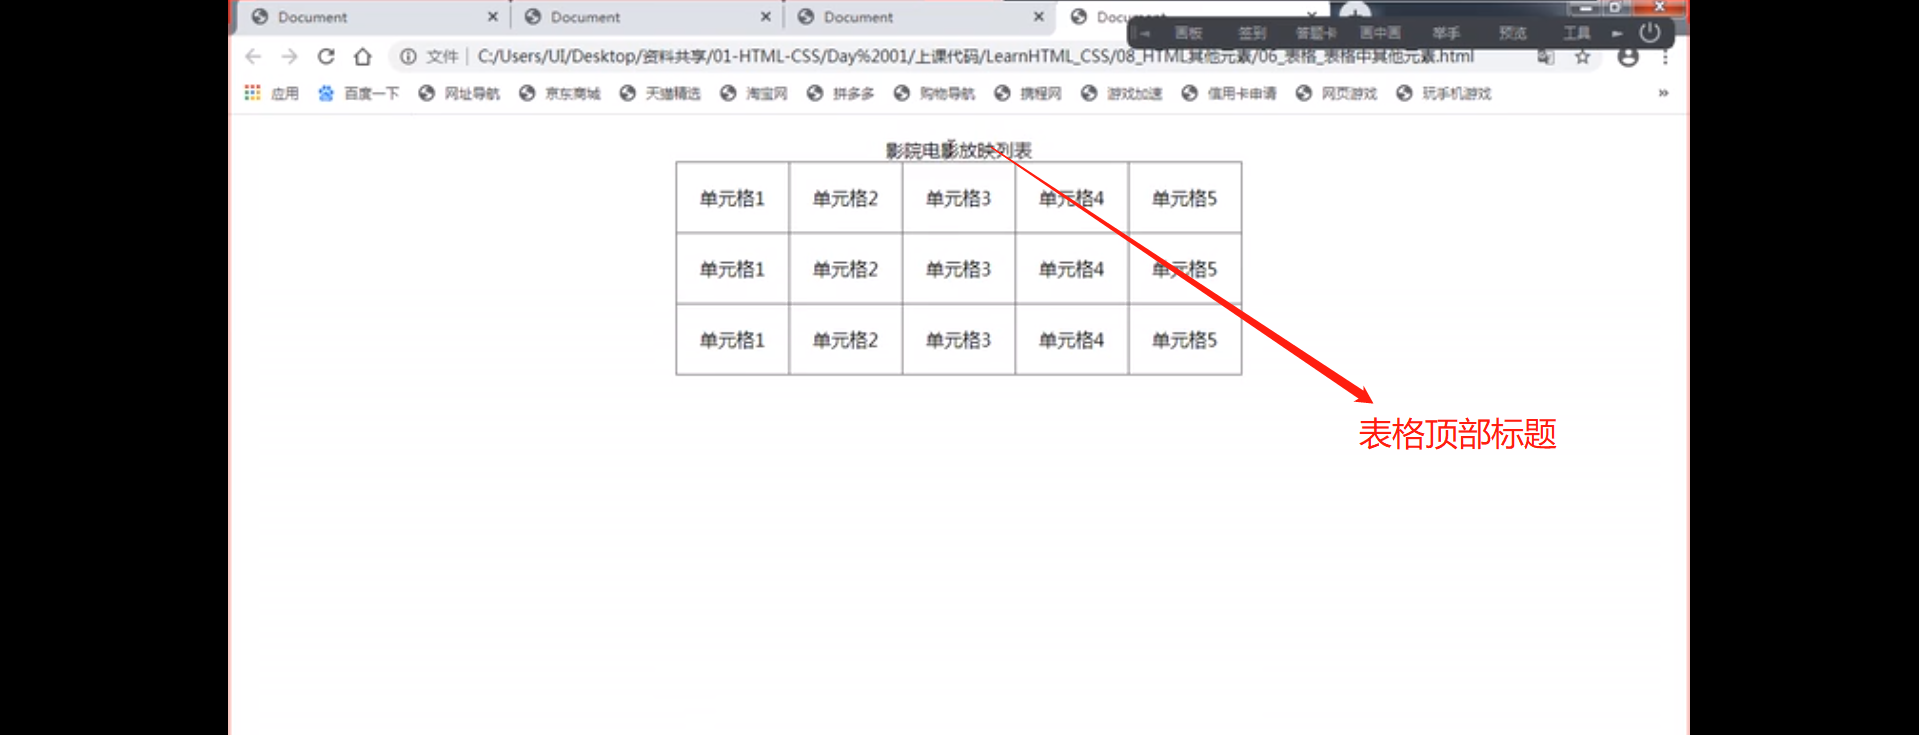 Document Document Document Document
画板 签到 答题卡 画中画 举手 预览 工具
文件 C:/Users/UI/Desktop/资料共享/01-HTML-CSS/Day%2001/上课代码/LearnHTML_CSS/08_HTML其他元素/06_表格_表格中其他元素.html
应用 百度一下 网址导航 京东商城 天猫精选 淘宝网 拼多多 购物导航 携程网 游戏加速 信用卡申请 网页游戏 玩手机游戏 »
影院电影放映列表
单元格1 单元格2 单元格3 单元格4 单元格5
单元格1 单元格2 单元格3 单元格4 单元格5
单元格1 单元格2 单元格3 单元格4 单元格5
表格顶部标题